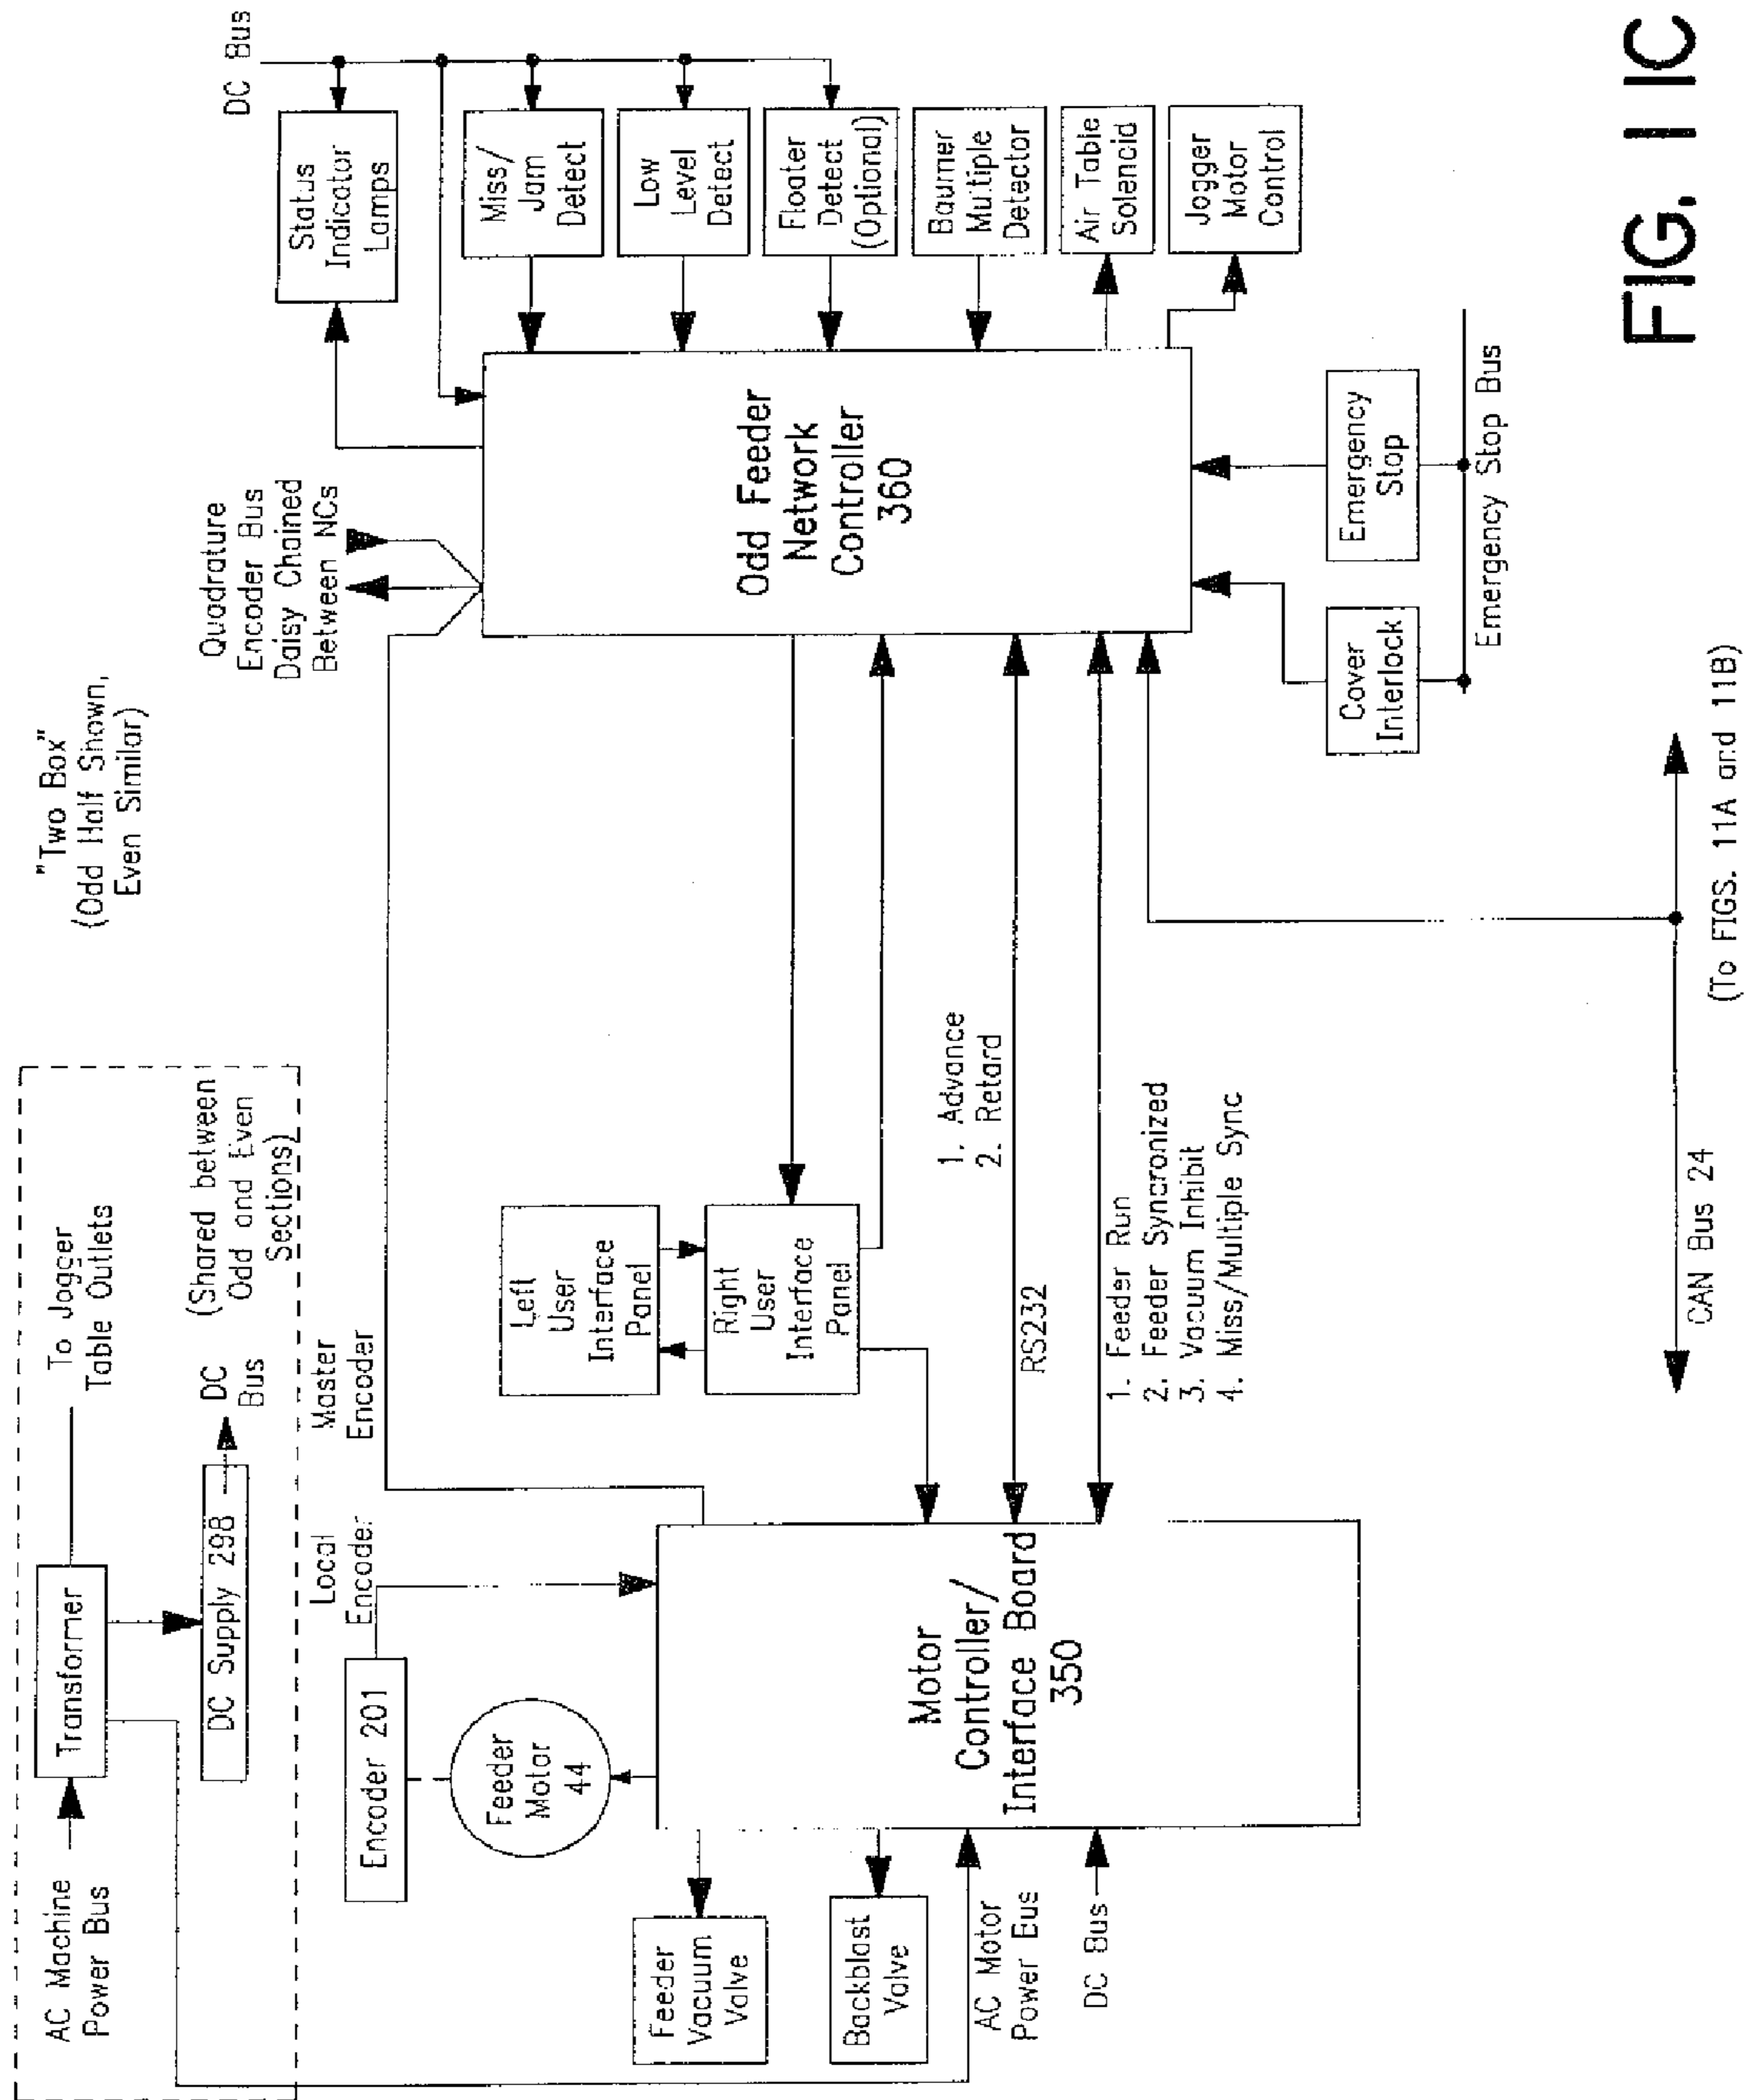 "Two Box"
(Odd Half Shown,
Even Similar)
AC Machine
Power Bus
Transformer
To Jogger
Table Outlets
DC Supply 298
DC
Bus
(Shared between
Odd and Even
Sections)
Local
Encoder
Master
Encoder
Encoder 201
Feeder
Motor
44
Feeder
Vacuum
Valve
Backblast
Valve
AC Motor
Power Bus
DC Bus
Motor
Controller/
Interface Board
350
Left
User
Interface
Panel
Right
User
Interface
Panel
1. Advance
2. Retard
RS232
1. Feeder Run
2. Feeder Syncronized
3. Vacuum Inhibit
4. Miss/Multiple Sync
Quadrature
Encoder Bus
Daisy Chained
Between NCs
DC Bus
Status
Indicator
Lamps
Miss/
Jam
Detect
Low
Level
Detect
Floater
Detect
(Optional)
Baumer
Multiple
Detector
Air Table
Solenoid
Jogger
Motor
Control
Odd Feeder
Network
Controller
360
Cover
Interlock
Emergency
Stop
Emergency Stop Bus
CAN Bus 24
(To FIGS. 11A and 11B)
FIG. 11C